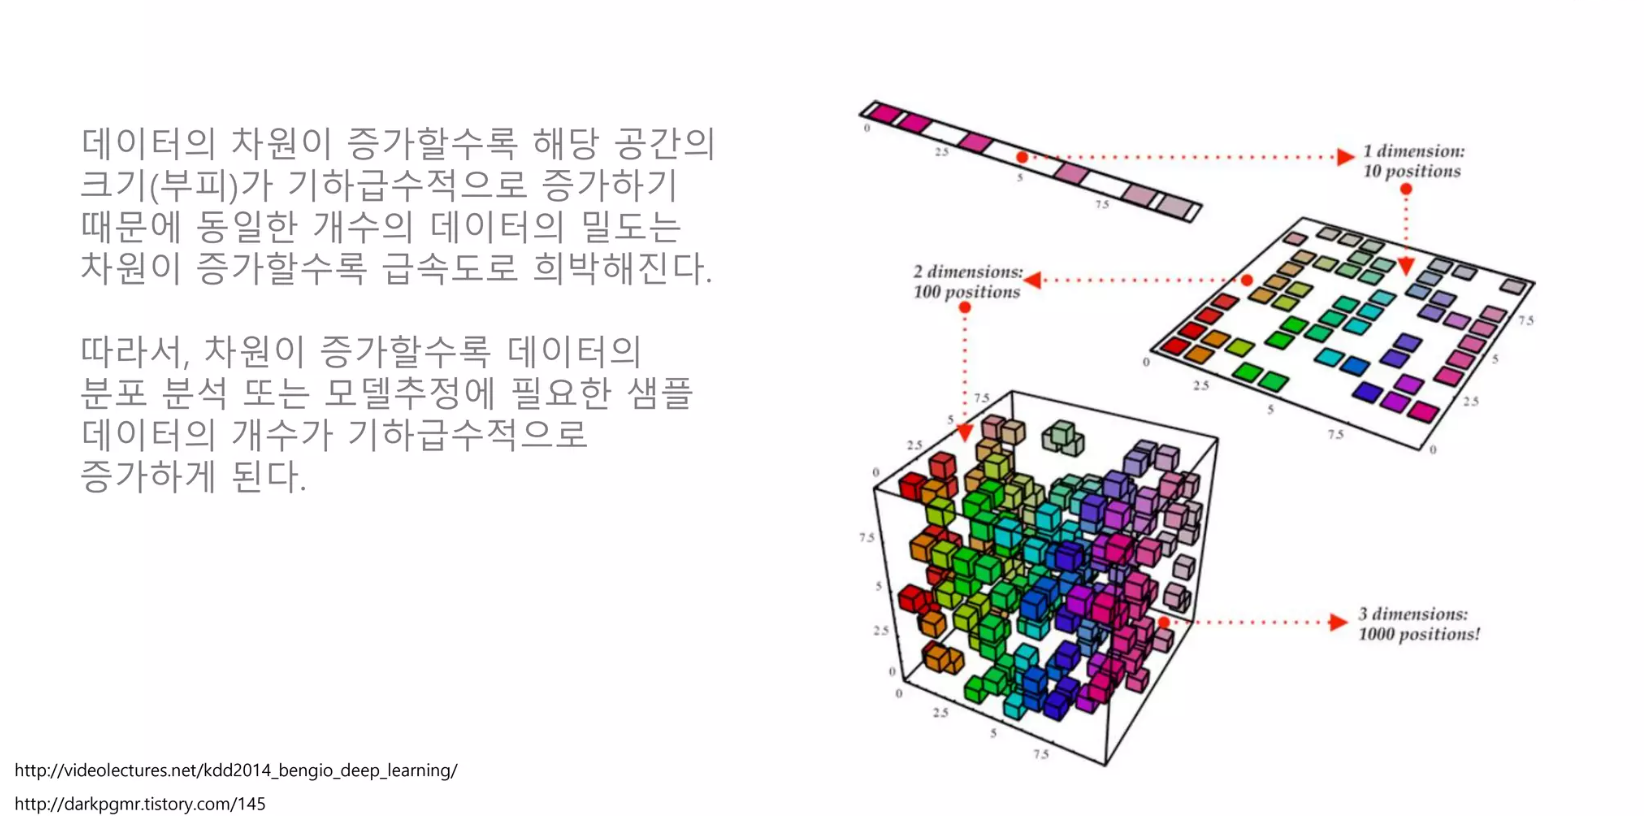 데이터의 차원이 증가할수록 해당 공간의
크기(부피)가 기하급수적으로 증가하기
때문에 동일한 개수의 데이터의 밀도는
차원이 증가할수록 급속도로 희박해진다.
따라서, 차원이 증가할수록 데이터의
분포 분석 또는 모델추정에 필요한 샘플
데이터의 개수가 기하급수적으로
증가하게 된다.
http://videolectures.net/kdd2014_bengio_deep_learning/
http://darkpgmr.tistory.com/145
0
2.5
5
7.5
1 dimension:
10 positions
2 dimensions:
100 positions
0
2.5
5
7.5
0
2.5
5
7.5
7.5
5
2.5
0
7.5
5
2.5
0
0
2.5
5
7.5
3 dimensions:
1000 positions!